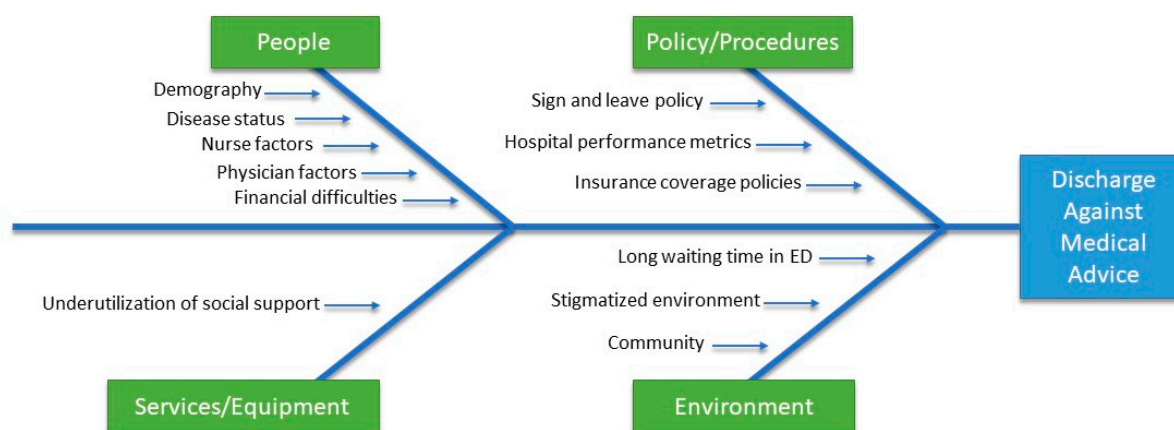 People
Policy/Procedures
Demography
Disease status
Nurse factors
Physician factors
Financial difficulties
Sign and leave policy
Hospital performance metrics
Insurance coverage policies
Discharge
Against
Medical
Advice
Underutilization of social support
Long waiting time in ED
Stigmatized environment
Community
Services/Equipment
Environment